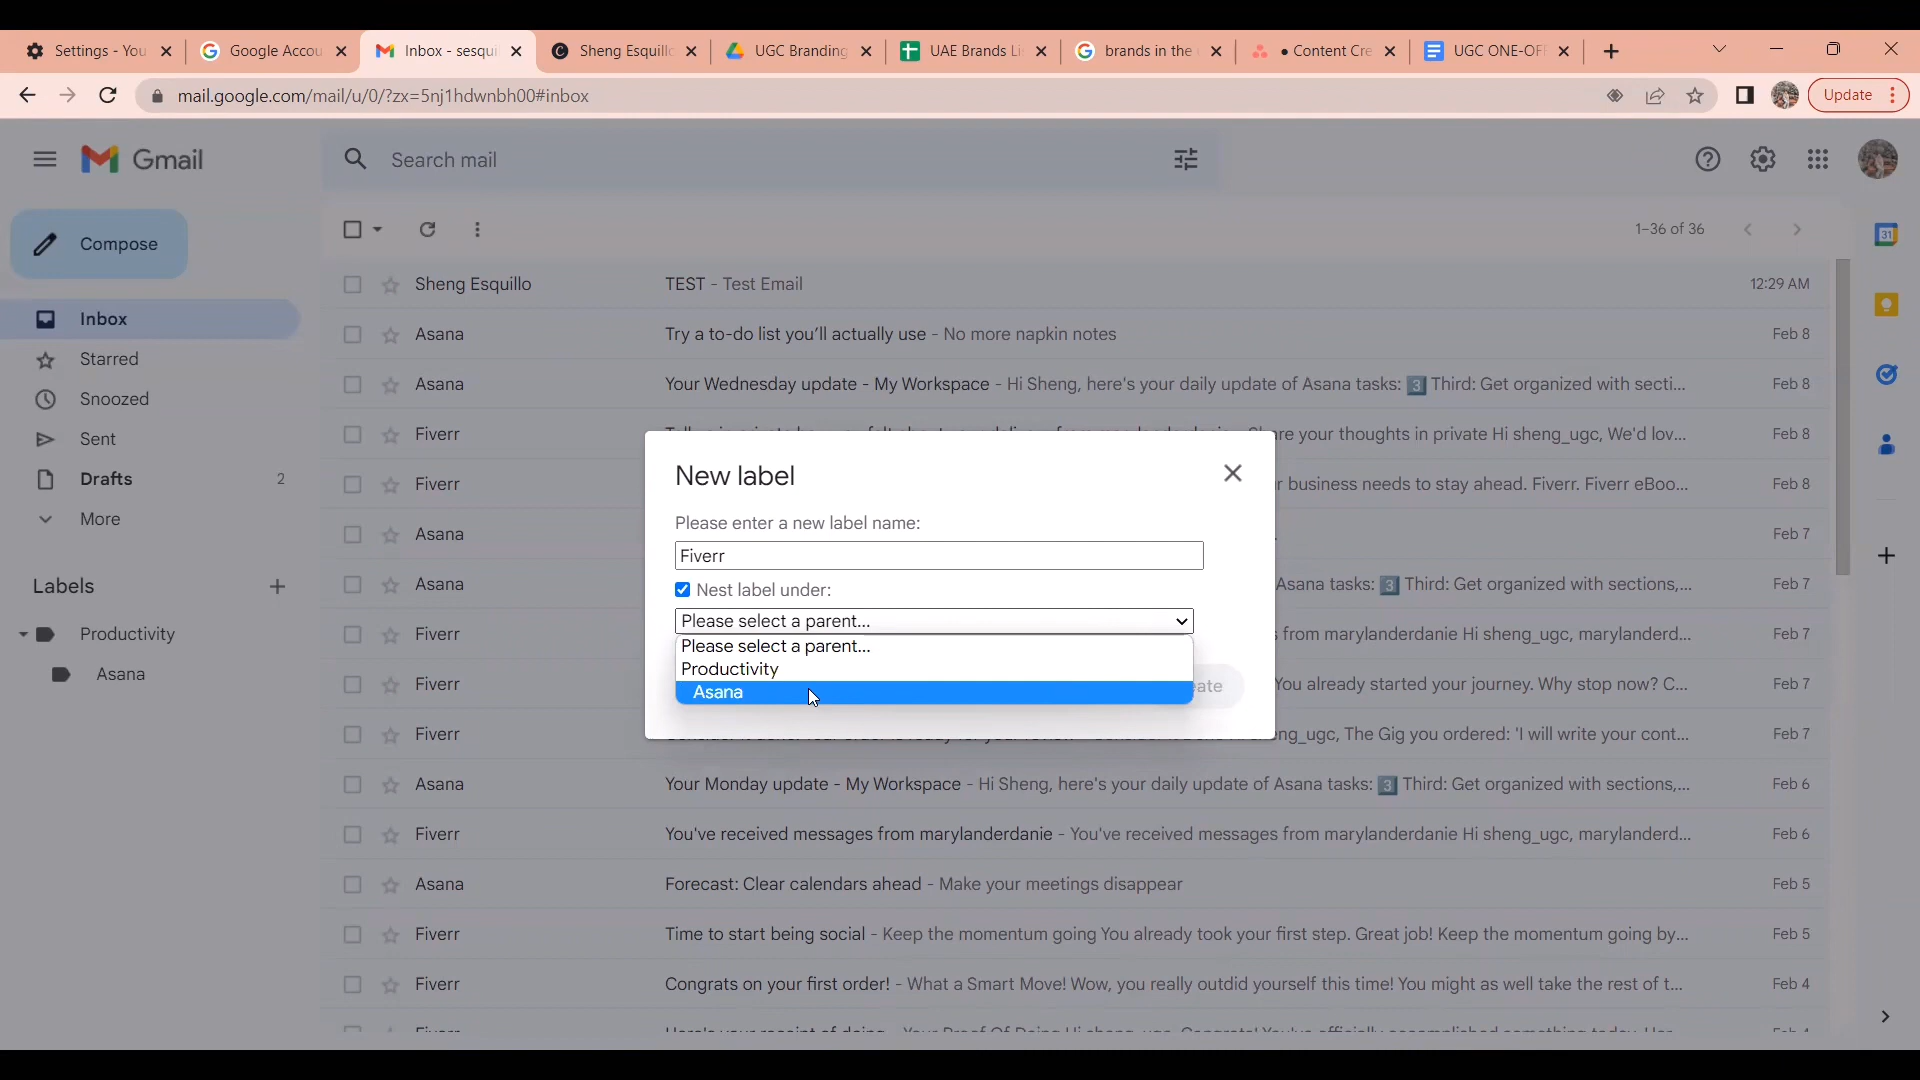 Settings - You
Google Accou
Inbox - sesqui
Sheng Esquillo
UGC Branding
UAE Brands Li
brands in the
• Content Cre
UGC ONE-OFF
mail.google.com/mail/u/0/?zx=5nj1hdwnbh00#inbox
Update
Gmail
Search mail
Compose
1–36 of 36
31
Inbox
Starred
Snoozed
Sent
Drafts 2
More
Labels
Productivity
Asana
Sheng Esquillo TEST - Test Email 12:29 AM
Asana Try a to-do list you'll actually use - No more napkin notes Feb 8
Asana Your Wednesday update - My Workspace - Hi Sheng, here's your daily update of Asana tasks: 3 Third: Get organized with secti... Feb 8
Fiverr your thoughts in private Hi sheng_ugc, We'd lov... Feb 8
Fiverr business needs to stay ahead. Fiverr. Fiverr eBoo... Feb 8
Asana Feb 7
Asana Asana tasks: 3 Third: Get organized with sections,... Feb 7
Fiverr from marylanderdanie Hi sheng_ugc, marylanderd... Feb 7
Fiverr You already started your journey. Why stop now? C... Feb 7
Fiverr ng_ugc, The Gig you ordered: 'I will write your cont... Feb 7
Asana Your Monday update - My Workspace - Hi Sheng, here's your daily update of Asana tasks: 3 Third: Get organized with sections,... Feb 6
Fiverr You've received messages from marylanderdanie - You've received messages from marylanderdanie Hi sheng_ugc, marylanderd... Feb 6
Asana Forecast: Clear calendars ahead - Make your meetings disappear Feb 5
Fiverr Time to start being social - Keep the momentum going You already took your first step. Great job! Keep the momentum going by... Feb 5
Fiverr Congrats on your first order! - What a Smart Move! Wow, you really outdid yourself this time! You might as well take the rest of t... Feb 4
New label
Please enter a new label name:
Fiverr
Nest label under:
Please select a parent...
Please select a parent...
Productivity
Asana
ate